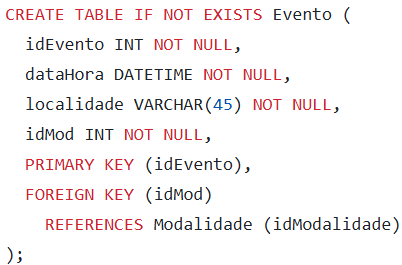 CREATE TABLE IF NOT EXISTS Evento (
  idEvento INT NOT NULL,
  dataHora DATETIME NOT NULL,
  localidade VARCHAR(45) NOT NULL,
  idMod INT NOT NULL,
  PRIMARY KEY (idEvento),
  FOREIGN KEY (idMod)
    REFERENCES Modalidade (idModalidade)
);